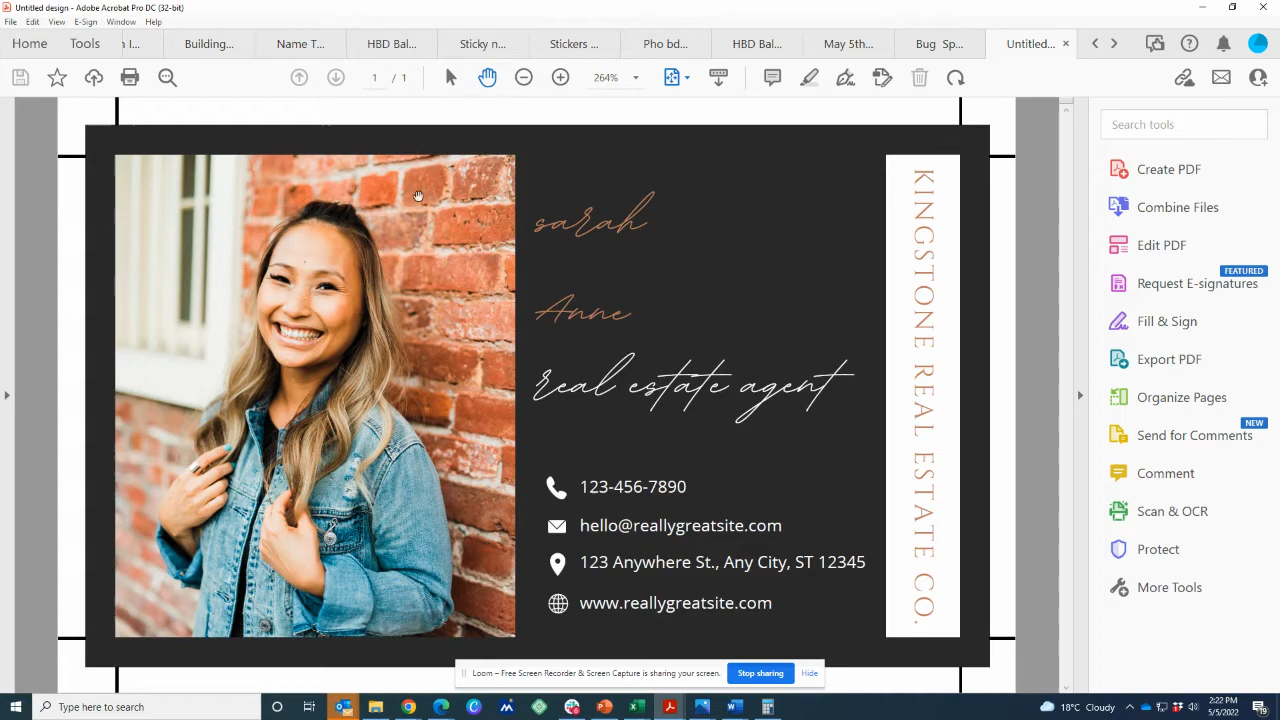 Untitled design - Adobe Acrobat Pro DC (32-bit)
File Edit View E-Sign Window Help
Home Tools Building... Name T... HBD Bal... Sticky n... Stickers ... Pho bd... HBD Bal... May 5th... Bug Sp... Untitled... ×
1 / 1 264%
Search tools
Create PDF
Combine Files
Edit PDF
FEATURED
Request E-signatures
Fill & Sign
Export PDF
Organize Pages
NEW
Send for Comments
Comment
Scan & OCR
Protect
More Tools
sarah
Anne
real estate agent
123-456-7890
hello@reallygreatsite.com
123 Anywhere St., Any City, ST 12345
www.reallygreatsite.com
KINGSTONE REAL ESTATE CO.
Loom – Free Screen Recorder & Screen Capture is sharing your screen. Stop sharing Hide
Type here to search
18°C Cloudy
2:22 PM
5/5/2022